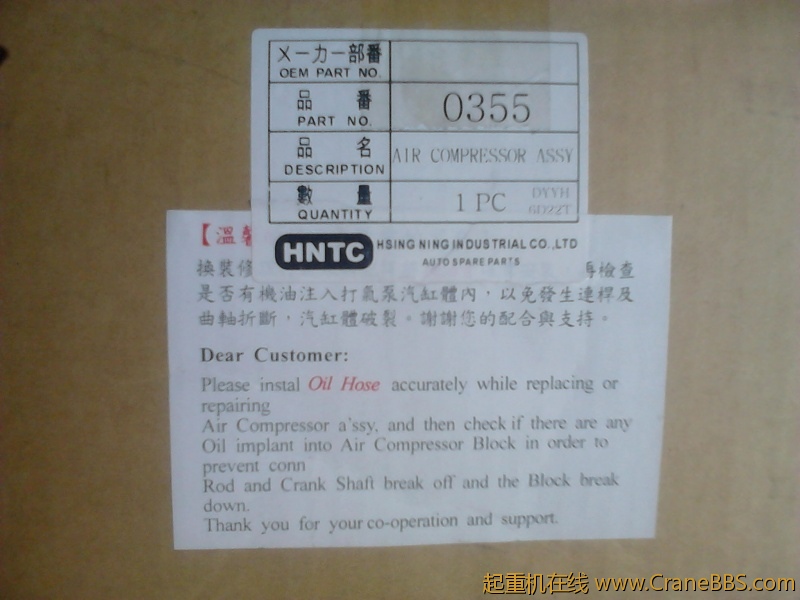 メーカー部番
OEM PART NO.
品 番
PART NO.
0355
品 名
DESCRIPTION
AIR COMPRESSOR ASSY
數 量
QUANTITY
1 PC
6D22T
HNTC
HSING NING INDUSTRIAL CO.,LTD
AUTO SPARE PARTS
【溫馨
換裝修
再檢查
是否有機油注入打氣泵汽缸體內，以免發生連桿及
曲軸折斷，汽缸體破裂。謝謝您的配合與支持。
Dear Customer:
Please instal Oil Hose accurately while replacing or
repairing
Air Compressor a'ssy, and then check if there are any
Oil implant into Air Compressor Block in order to
prevent conn
Rod and Crank Shaft break off and the Block break
down.
Thank you for your co-operation and support.
起重机在线 www.CraneBBS.com